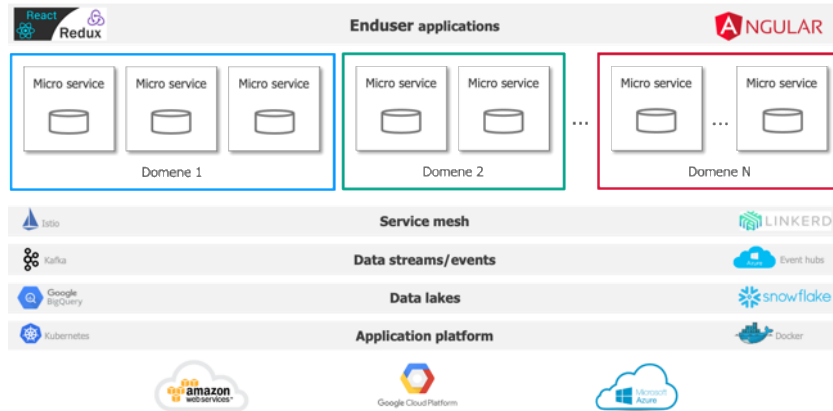 React
Redux
Enduser applications
ANGULAR
Micro service
Micro service
Micro service
Domene 1
Micro service
Micro service
Domene 2
...
Micro service
...
Micro service
Domene N
Istio
Service mesh
LINKERD
Kafka
Data streams/events
Azure
Event hubs
Google
BigQuery
Data lakes
snowflake
Kubernetes
Application platform
Docker
amazon
web services™
Google Cloud Platform
Microsoft
Azure